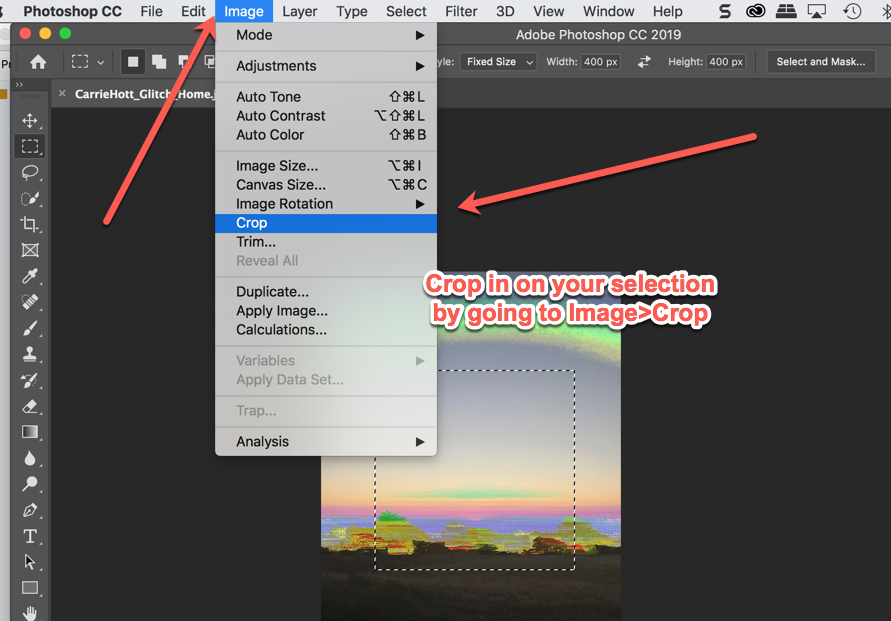 Photoshop CC File Edit Image Layer Type Select Filter 3D View Window Help
Adobe Photoshop CC 2019
Fixed Size Width: 400 px Height: 400 px Select and Mask...
× CarrieHott_Glitch_Home.j
Mode ▶
Adjustments ▶
Auto Tone ⇧⌘L
Auto Contrast ⌥⇧⌘L
Auto Color ⇧⌘B
Image Size... ⌥⌘I
Canvas Size... ⌥⌘C
Image Rotation ▶
Crop
Trim...
Reveal All
Duplicate...
Apply Image...
Calculations...
Variables ▶
Apply Data Set...
Trap...
Analysis ▶
Crop in on your selection
by going to Image>Crop